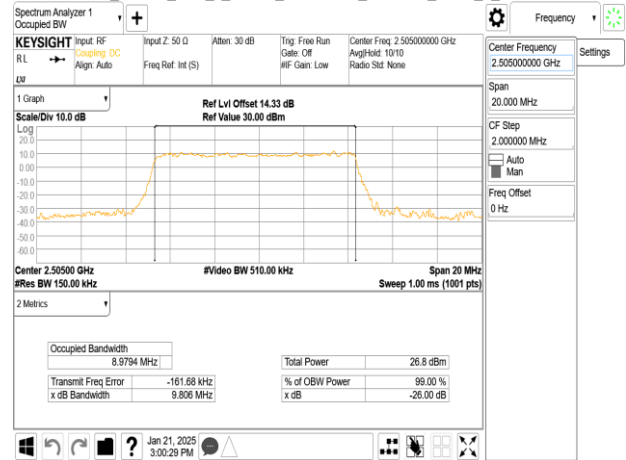 Spectrum Analyzer 1
Occupied BW
Frequency
KEYSIGHT
RL
LXI
Input: RF
Coupling: DC
Align: Auto
Input Z: 50 Ω
Freq Ref: Int (S)
Atten: 30 dB
Trig: Free Run
Gate: Off
#IF Gain: Low
Center Freq: 2.505000000 GHz
Avg|Hold: 10/10
Radio Std: None
Center Frequency
2.505000000 GHz
Settings
Span
20.000 MHz
CF Step
2.000000 MHz
Auto
Man
Freq Offset
0 Hz
1 Graph
Scale/Div 10.0 dB
Ref Lvl Offset 14.33 dB
Ref Value 30.00 dBm
Log
20.0
10.0
0.00
-10.0
-20.0
-30.0
-40.0
-50.0
-60.0
Center 2.50500 GHz
#Res BW 150.00 kHz
#Video BW 510.00 kHz
Span 20 MHz
Sweep 1.00 ms (1001 pts)
2 Metrics
Occupied Bandwidth
8.9794 MHz
Total Power 26.8 dBm
Transmit Freq Error -161.68 kHz
% of OBW Power 99.00 %
x dB Bandwidth 9.806 MHz
x dB -26.00 dB
Jan 21, 2025
3:00:29 PM